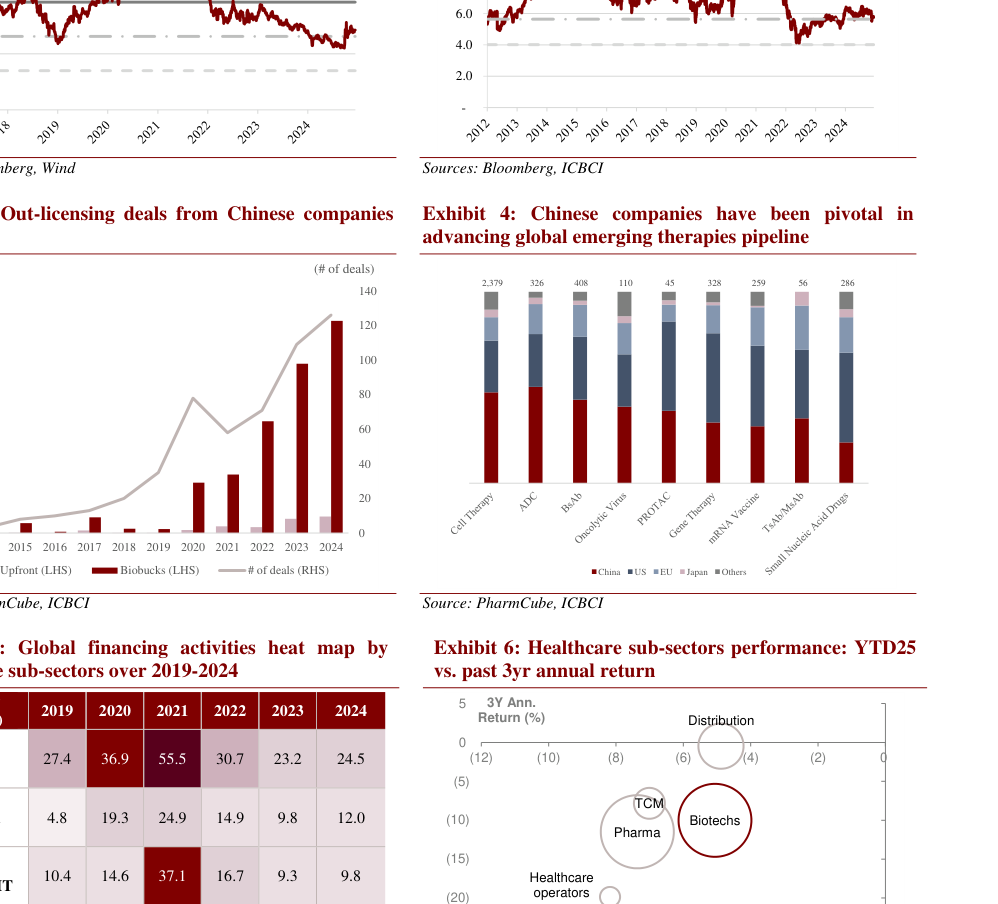 18
2019
2020
2021
2022
2023
2024
6.0
4.0
2.0
-
2012
2013
2014
2015
2016
2017
2018
2019
2020
2021
2022
2023
2024
mberg, Wind
Sources: Bloomberg, ICBCI
Out-licensing deals from Chinese companies
Exhibit 4: Chinese companies have been pivotal in
advancing global emerging therapies pipeline
(# of deals)
140
120
100
80
60
40
20
0
2015 2016 2017 2018 2019 2020 2021 2022 2023 2024
Upfront (LHS) Biobucks (LHS) # of deals (RHS)
2,379 326 408 110 45 328 259 56 286
Cell Therapy
ADC
BsAb
Oncolytic Virus
PROTAC
Gene Therapy
mRNA Vaccine
TsAb/MsAb
Small Nucleic Acid Drugs
China US EU Japan Others
mCube, ICBCI
Source: PharmCube, ICBCI
: Global financing activities heat map by
e sub-sectors over 2019-2024
Exhibit 6: Healthcare sub-sectors performance: YTD25
vs. past 3yr annual return
) 2019 2020 2021 2022 2023 2024
27.4 36.9 55.5 30.7 23.2 24.5
4.8 19.3 24.9 14.9 9.8 12.0
IT 10.4 14.6 37.1 16.7 9.3 9.8
3Y Ann.
Return (%)
5
0
(5)
(10)
(15)
(20
(12) (10) (8) (6) (4) (2) 0
Distribution
TCM
Pharma
Biotechs
Healthcare
operators